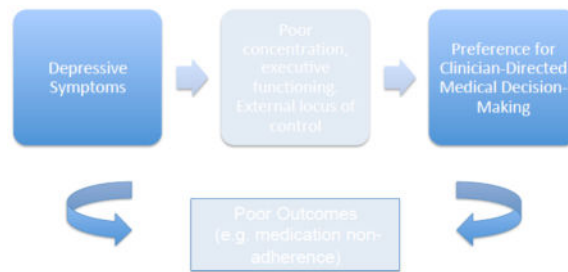 Depressive
Symptoms
Poor
concentration,
executive
functioning.
External locus of
control
Preference for
Clinician-Directed
Medical Decision-
Making
Poor Outcomes
(e.g. medication non-
adherence)